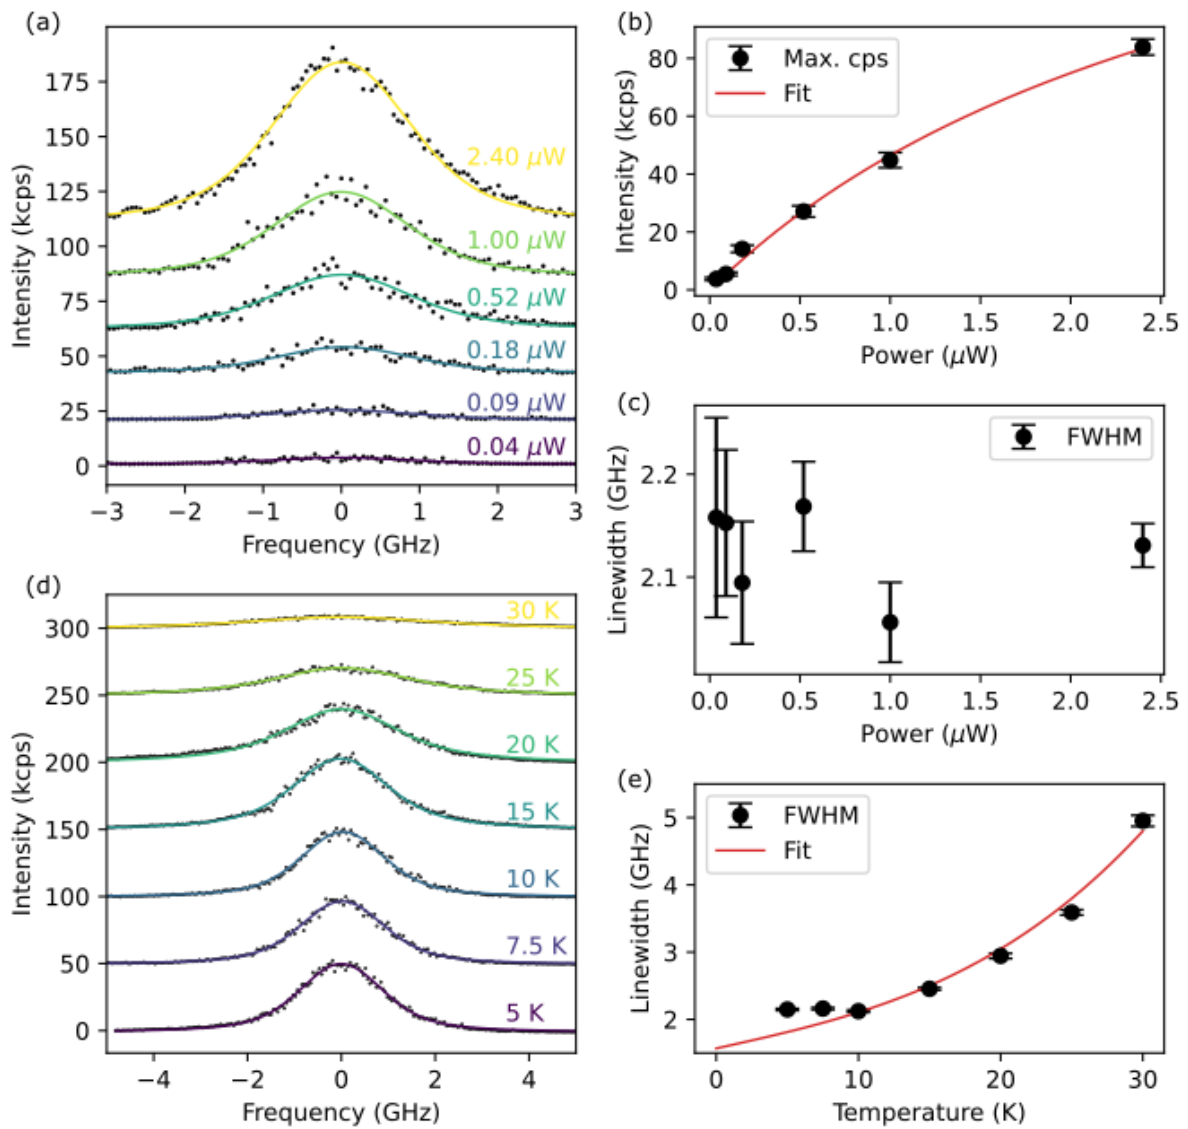 (a)
175
150
125
100
75
50
25
0
Intensity (kcps)
2.40 μW
1.00 μW
0.52 μW
0.18 μW
0.09 μW
0.04 μW
−3 −2 −1 0 1 2 3
Frequency (GHz)
(b)
80
60
40
20
0
Intensity (kcps)
Max. cps
Fit
0.0 0.5 1.0 1.5 2.0 2.5
Power (μW)
(c)
2.2
2.1
Linewidth (GHz)
FWHM
0.0 0.5 1.0 1.5 2.0 2.5
Power (μW)
(d)
300
250
200
150
100
50
0
Intensity (kcps)
30 K
25 K
20 K
15 K
10 K
7.5 K
5 K
−4 −2 0 2 4
Frequency (GHz)
(e)
5
4
3
2
Linewidth (GHz)
FWHM
Fit
0 10 20 30
Temperature (K)